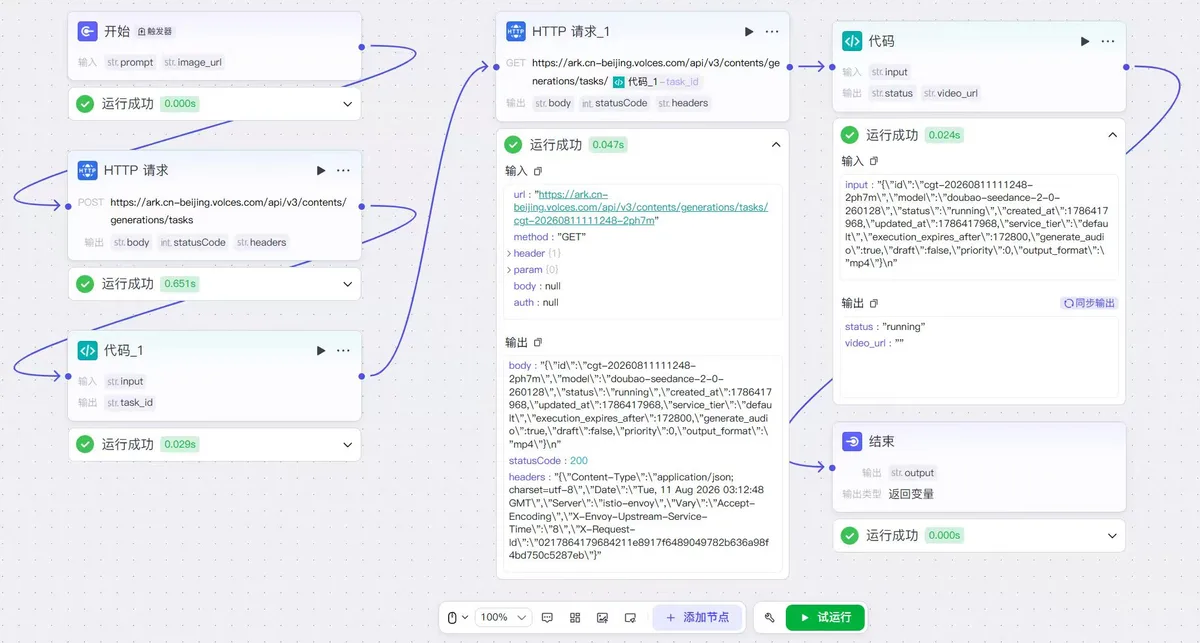 开始 触发器
输入 str.prompt str.image_url
运行成功 0.000s
HTTP 请求
POST https://ark.cn-beijing.volces.com/api/v3/contents/
generations/tasks
输出 str.body int.statusCode str.headers
运行成功 0.651s
代码_1
输入 str.input
输出 str.task_id
运行成功 0.029s
HTTP 请求_1
GET https://ark.cn-beijing.volces.com/api/v3/contents/ge
nerations/tasks/ 代码_1-task_id
输出 str.body int.statusCode str.headers
运行成功 0.047s
输入
url : "https://ark.cn-
beijing.volces.com/api/v3/contents/generations/tasks/
cgt-20260811111248-2ph7m"
method : "GET"
header {1}
param {0}
body : null
auth : null
输出
body : "{\"id\":\"cgt-20260811111248-
2ph7m\",\"model\":\"doubao-seedance-2-0-
260128\",\"status\":\"running\",\"created_at\":1786417
968,\"updated_at\":1786417968,\"service_tier\":\"defau
lt\",\"execution_expires_after\":172800,\"generate_audi
o\":true,\"draft\":false,\"priority\":0,\"output_format\":\
"mp4\"}\n"
statusCode : 200
headers : "{\"Content-Type\":\"application/json;
charset=utf-8\",\"Date\":\"Tue, 11 Aug 2026 03:12:48
GMT\",\"Server\":\"istio-envoy\",\"Vary\":\"Accept-
Encoding\",\"X-Envoy-Upstream-Service-
Time\":\"8\",\"X-Request-
Id\":\"0217864179684211e8917f6489049782b636a98f
4bd750c5287eb\"}"
代码
输入 str.input
输出 str.status str.video_url
运行成功 0.024s
输入
input : "{\"id\":\"cgt-20260811111248-
2ph7m\",\"model\":\"doubao-seedance-2-0-
260128\",\"status\":\"running\",\"created_at\":1786417
968,\"updated_at\":1786417968,\"service_tier\":\"defau
lt\",\"execution_expires_after\":172800,\"generate_audi
o\":true,\"draft\":false,\"priority\":0,\"output_format\":\
"mp4\"}\n"
输出 同步输出
status : "running"
video_url : ""
结束
输出 str.output
输出类型 返回变量
运行成功 0.000s
100% 添加节点 试运行